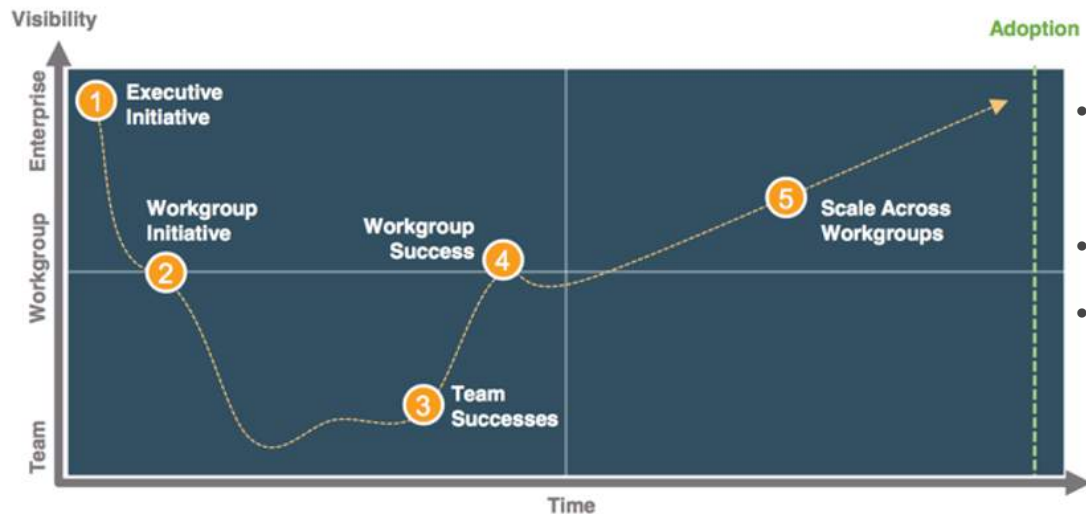 Visibility
Adoption
Enterprise
Workgroup
Team
1
Executive
Initiative
Workgroup
Initiative
2
Workgroup
Success
4
3
Team
Successes
5
Scale Across
Workgroups
Time